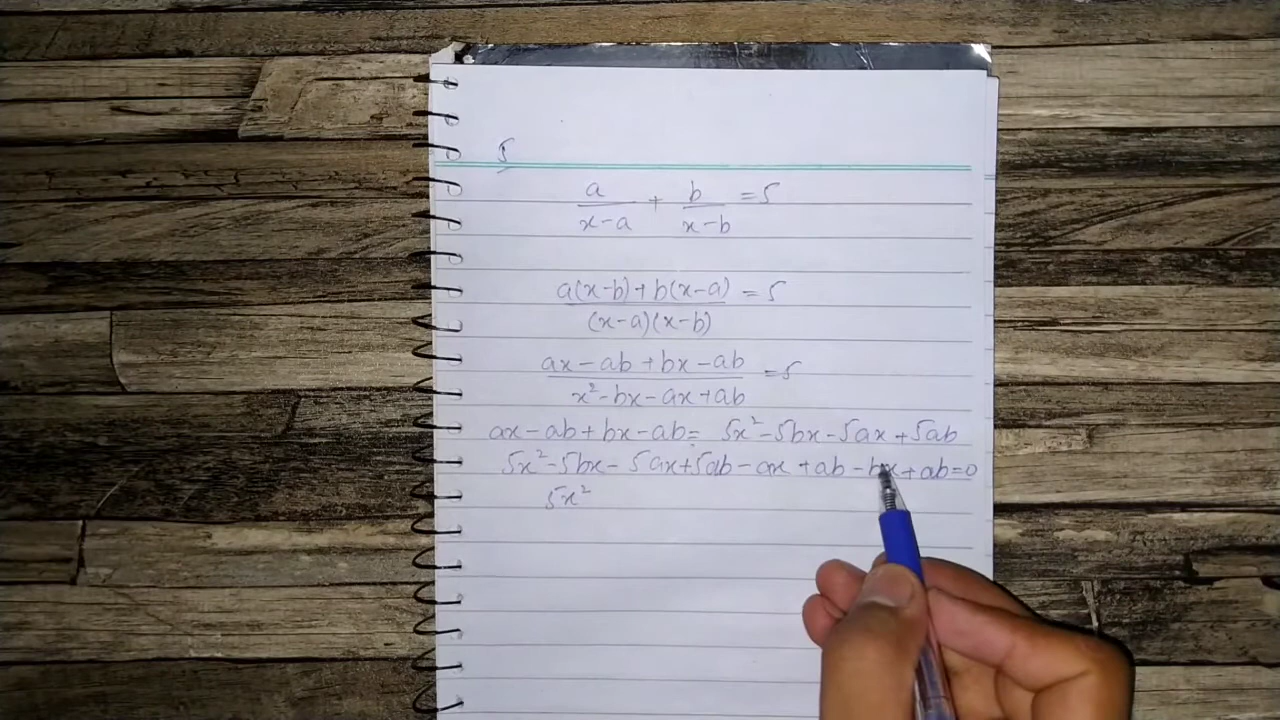 5
a/(x-a) + b/(x-b) = 5
(a(x-b)+b(x-a))/((x-a)(x-b)) = 5
(ax-ab+bx-ab)/(x²-bx-ax+ab) = 5
ax-ab+bx-ab = 5x²-5bx-5ax+5ab
5x²-5bx-5ax+5ab-ax+ab-bx+ab=0
5x²